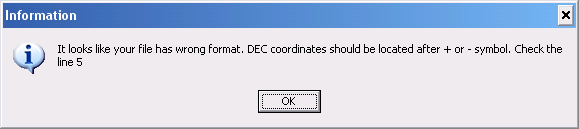 Information
It looks like your file has wrong format. DEC coordinates should be located after + or - symbol. Check the
line 5
OK